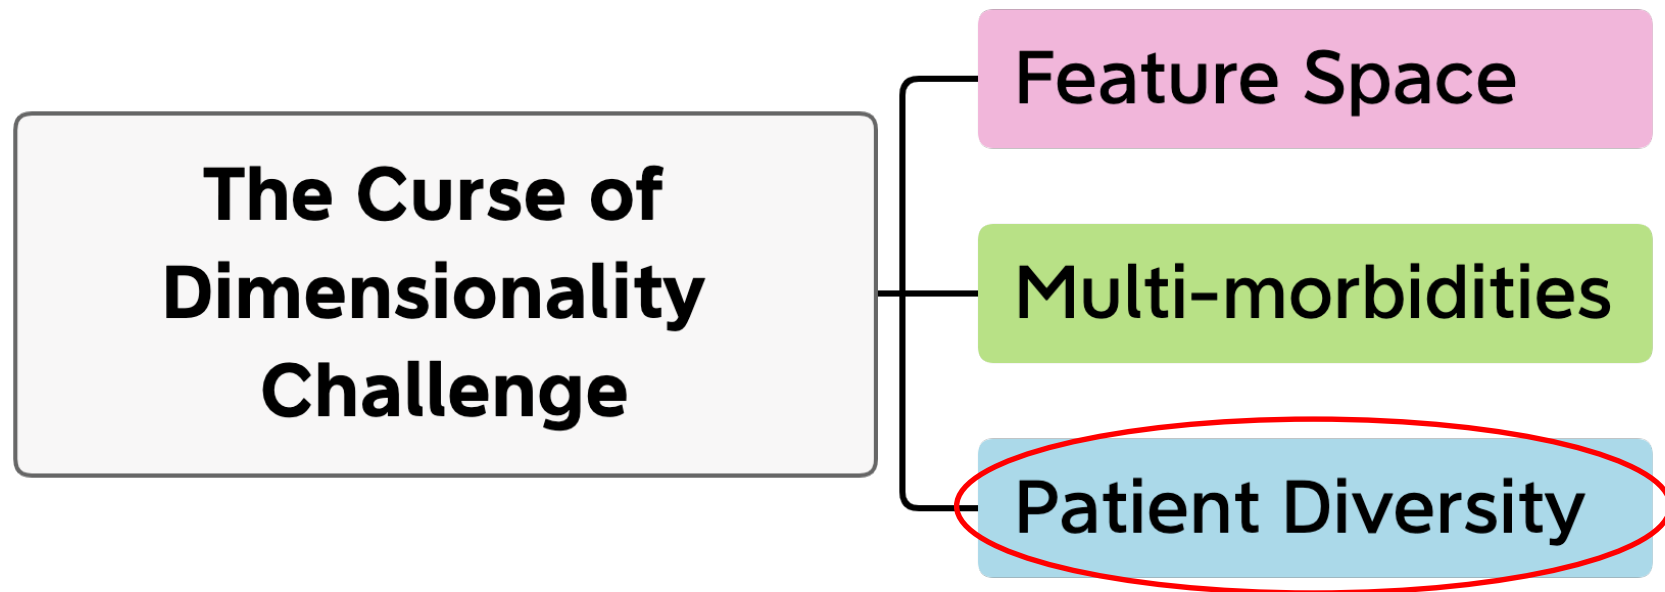 The Curse of
Dimensionality
Challenge
Feature Space
Multi-morbidities
Patient Diversity